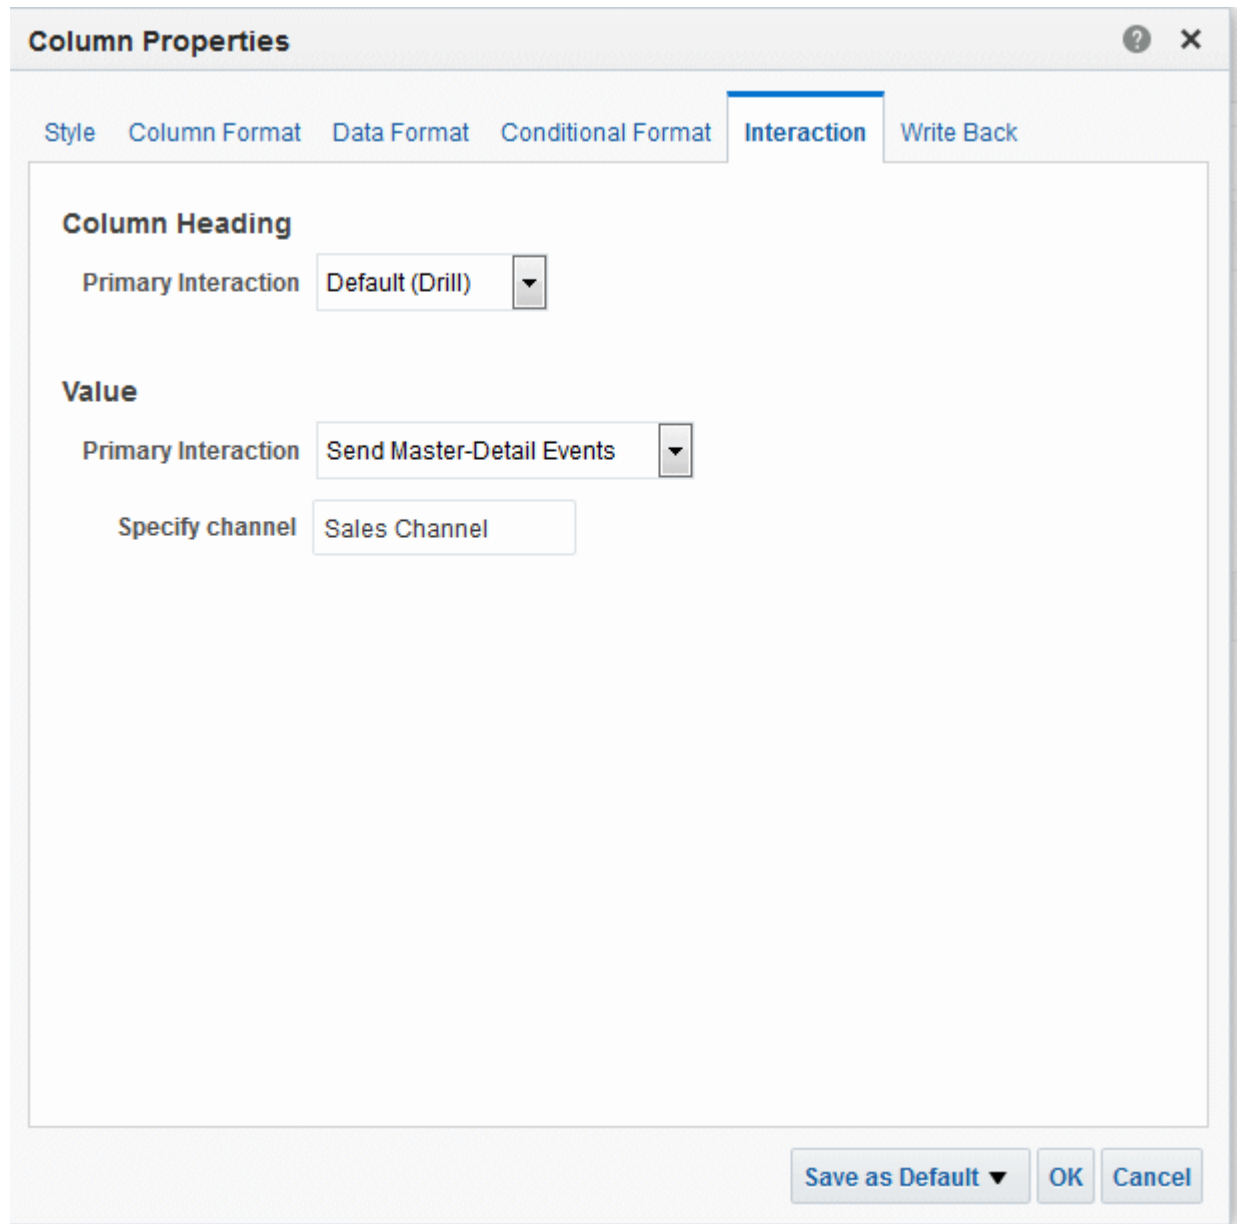 Column Properties
Style Column Format Data Format Conditional Format Interaction Write Back
Column Heading
Primary Interaction Default (Drill)
Value
Primary Interaction Send Master-Detail Events
Specify channel Sales Channel
Save as Default OK Cancel